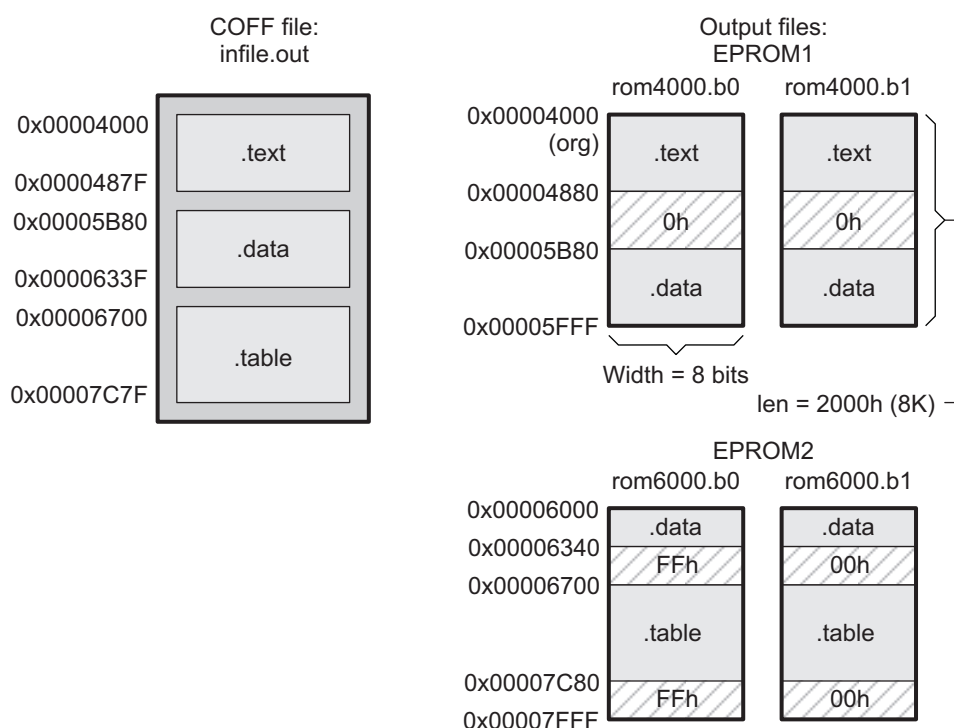 COFF file:
infile.out
0x00004000
.text
0x0000487F
0x00005B80
.data
0x0000633F
0x00006700
.table
0x00007C7F
Output files:
EPROM1
rom4000.b0 rom4000.b1
0x00004000
(org)
.text .text
0x00004880
0h 0h
0x00005B80
.data .data
0x00005FFF
Width = 8 bits
len = 2000h (8K)
EPROM2
rom6000.b0 rom6000.b1
0x00006000
.data .data
0x00006340
FFh 00h
0x00006700
.table .table
0x00007C80
FFh 00h
0x00007FFF